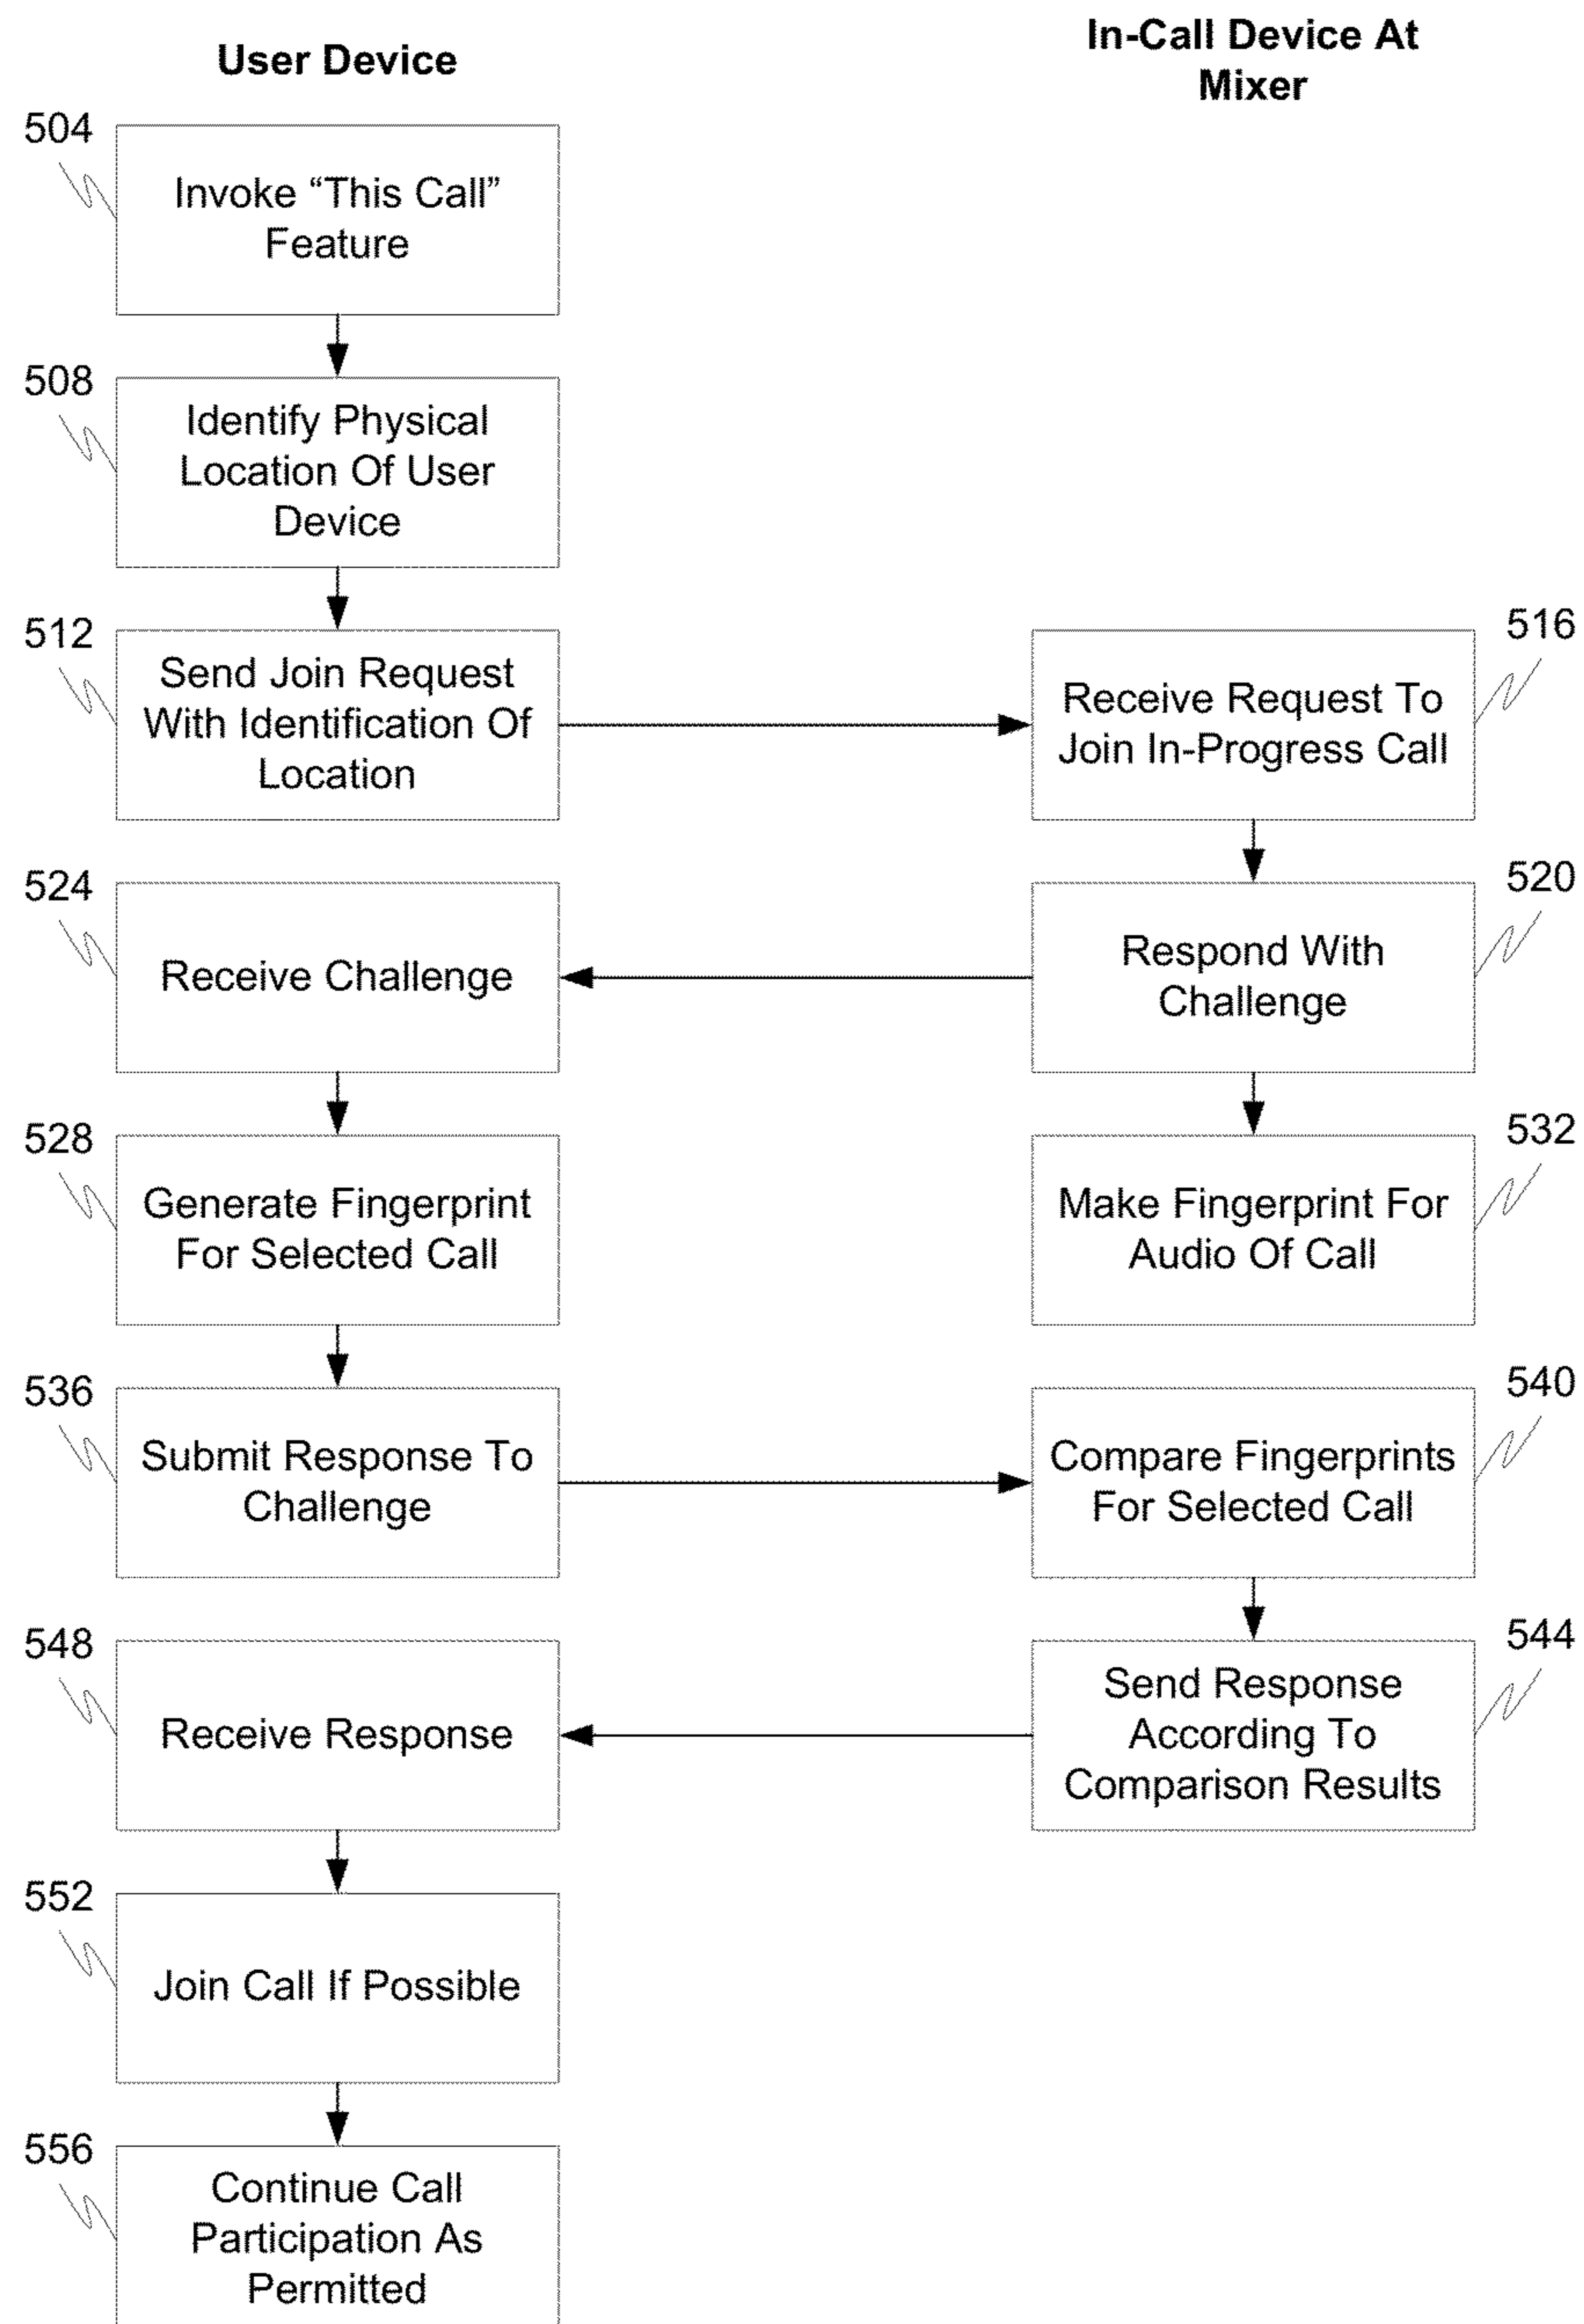 User Device
In-Call Device At
Mixer
504
Invoke “This Call”
Feature
508
Identify Physical
Location Of User
Device
512
Send Join Request
With Identification Of
Location
516
Receive Request To
Join In-Progress Call
524
Receive Challenge
520
Respond With
Challenge
528
Generate Fingerprint
For Selected Call
532
Make Fingerprint For
Audio Of Call
536
Submit Response To
Challenge
540
Compare Fingerprints
For Selected Call
548
Receive Response
544
Send Response
According To
Comparison Results
552
Join Call If Possible
556
Continue Call
Participation As
Permitted